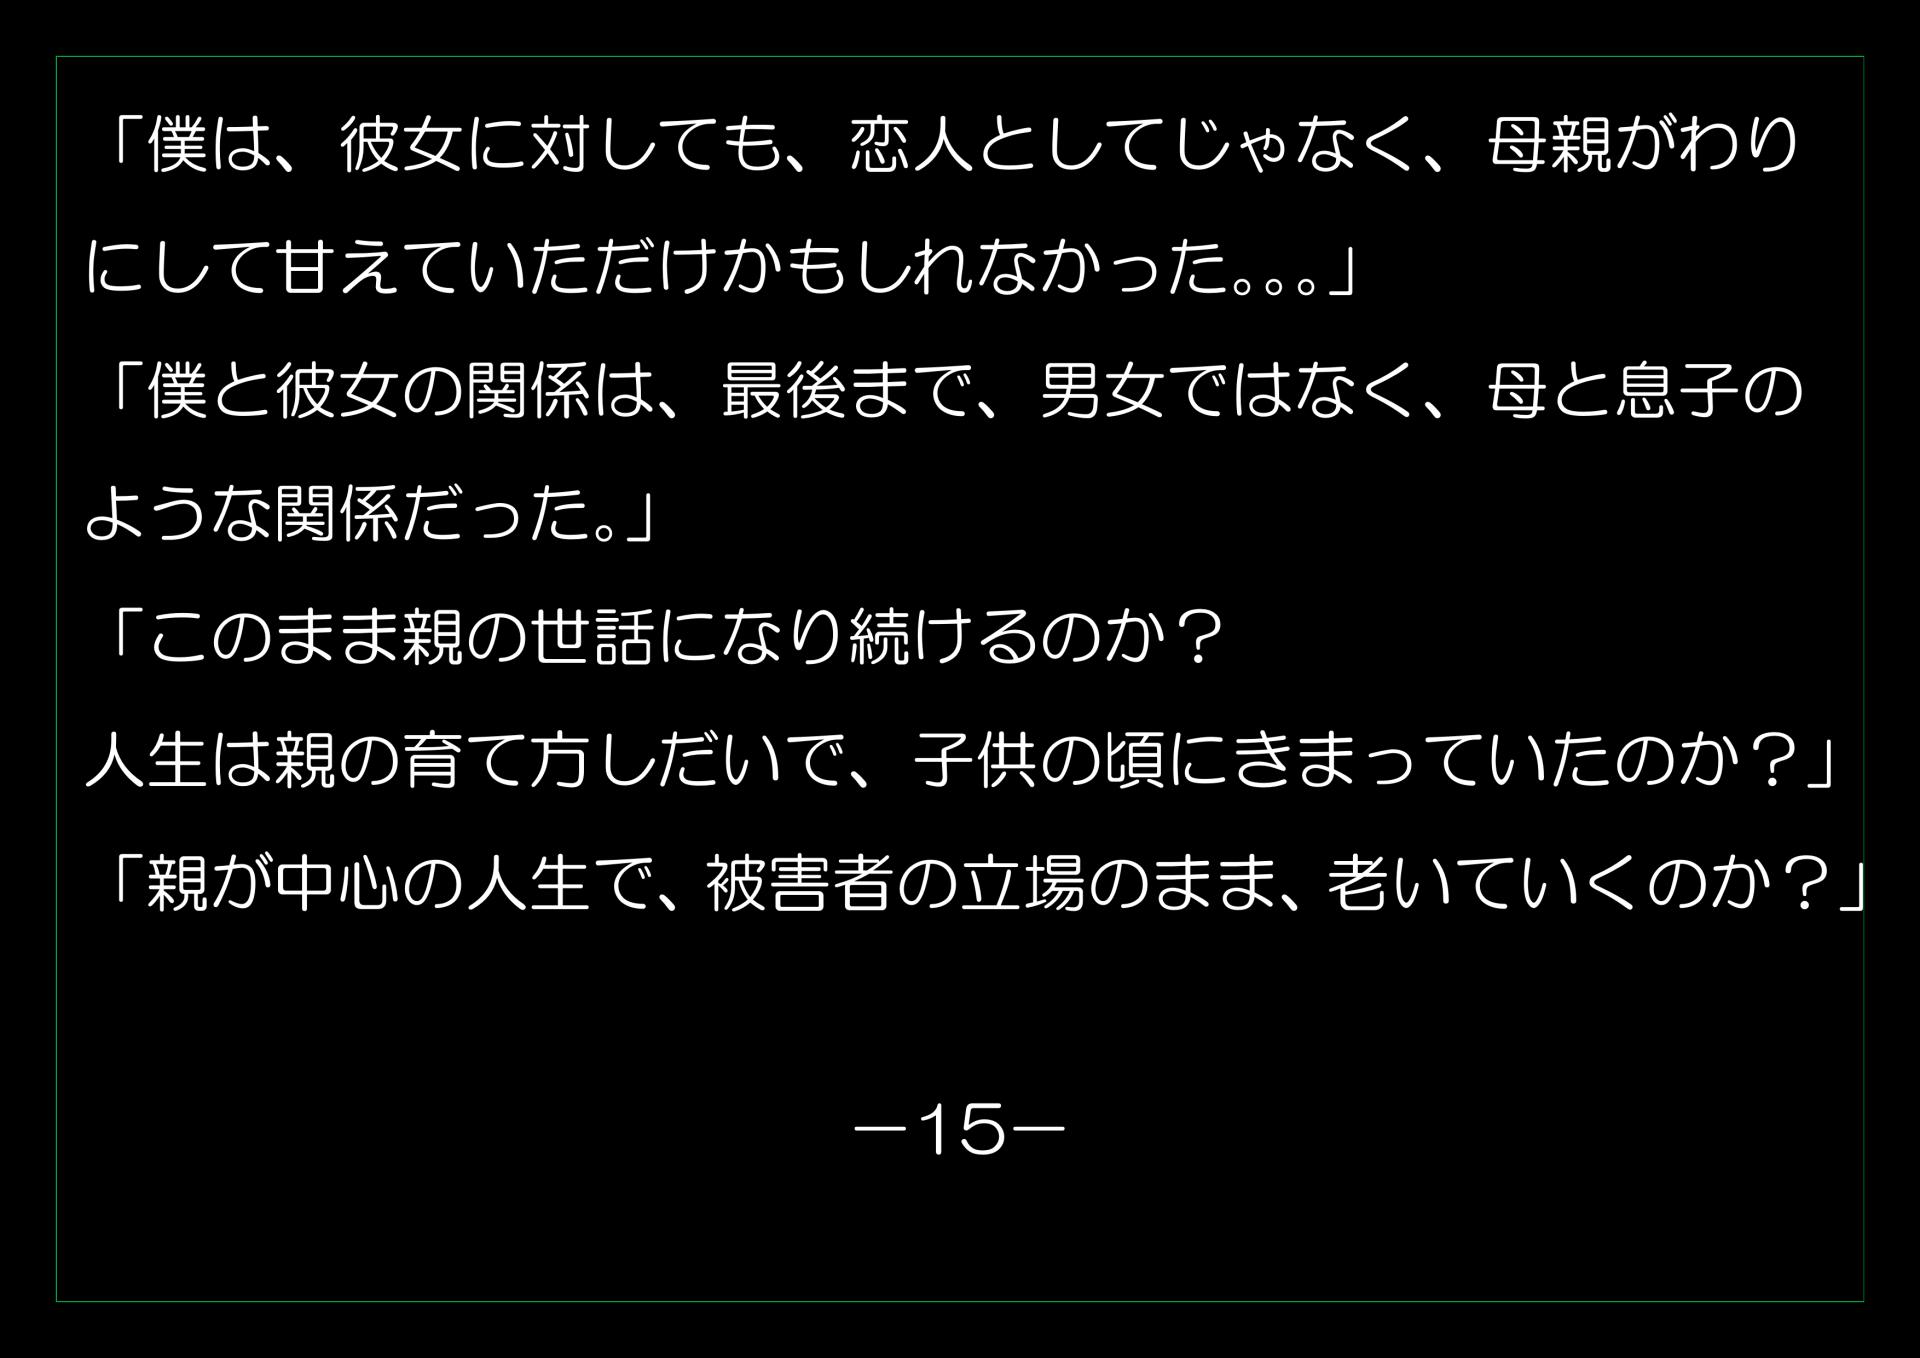 「僕は、彼女に対しても、恋人としてじゃなく、母親がわり
にして甘えていただけかもしれなかった｡｡｡」
「僕と彼女の関係は、最後まで、男女ではなく、母と息子の
ような関係だった｡」
「このまま親の世話になり続けるのか？
人生は親の育て方しだいで、子供の頃にきまっていたのか？」
「親が中心の人生で､被害者の立場のまま､老いていくのか？」
－15－